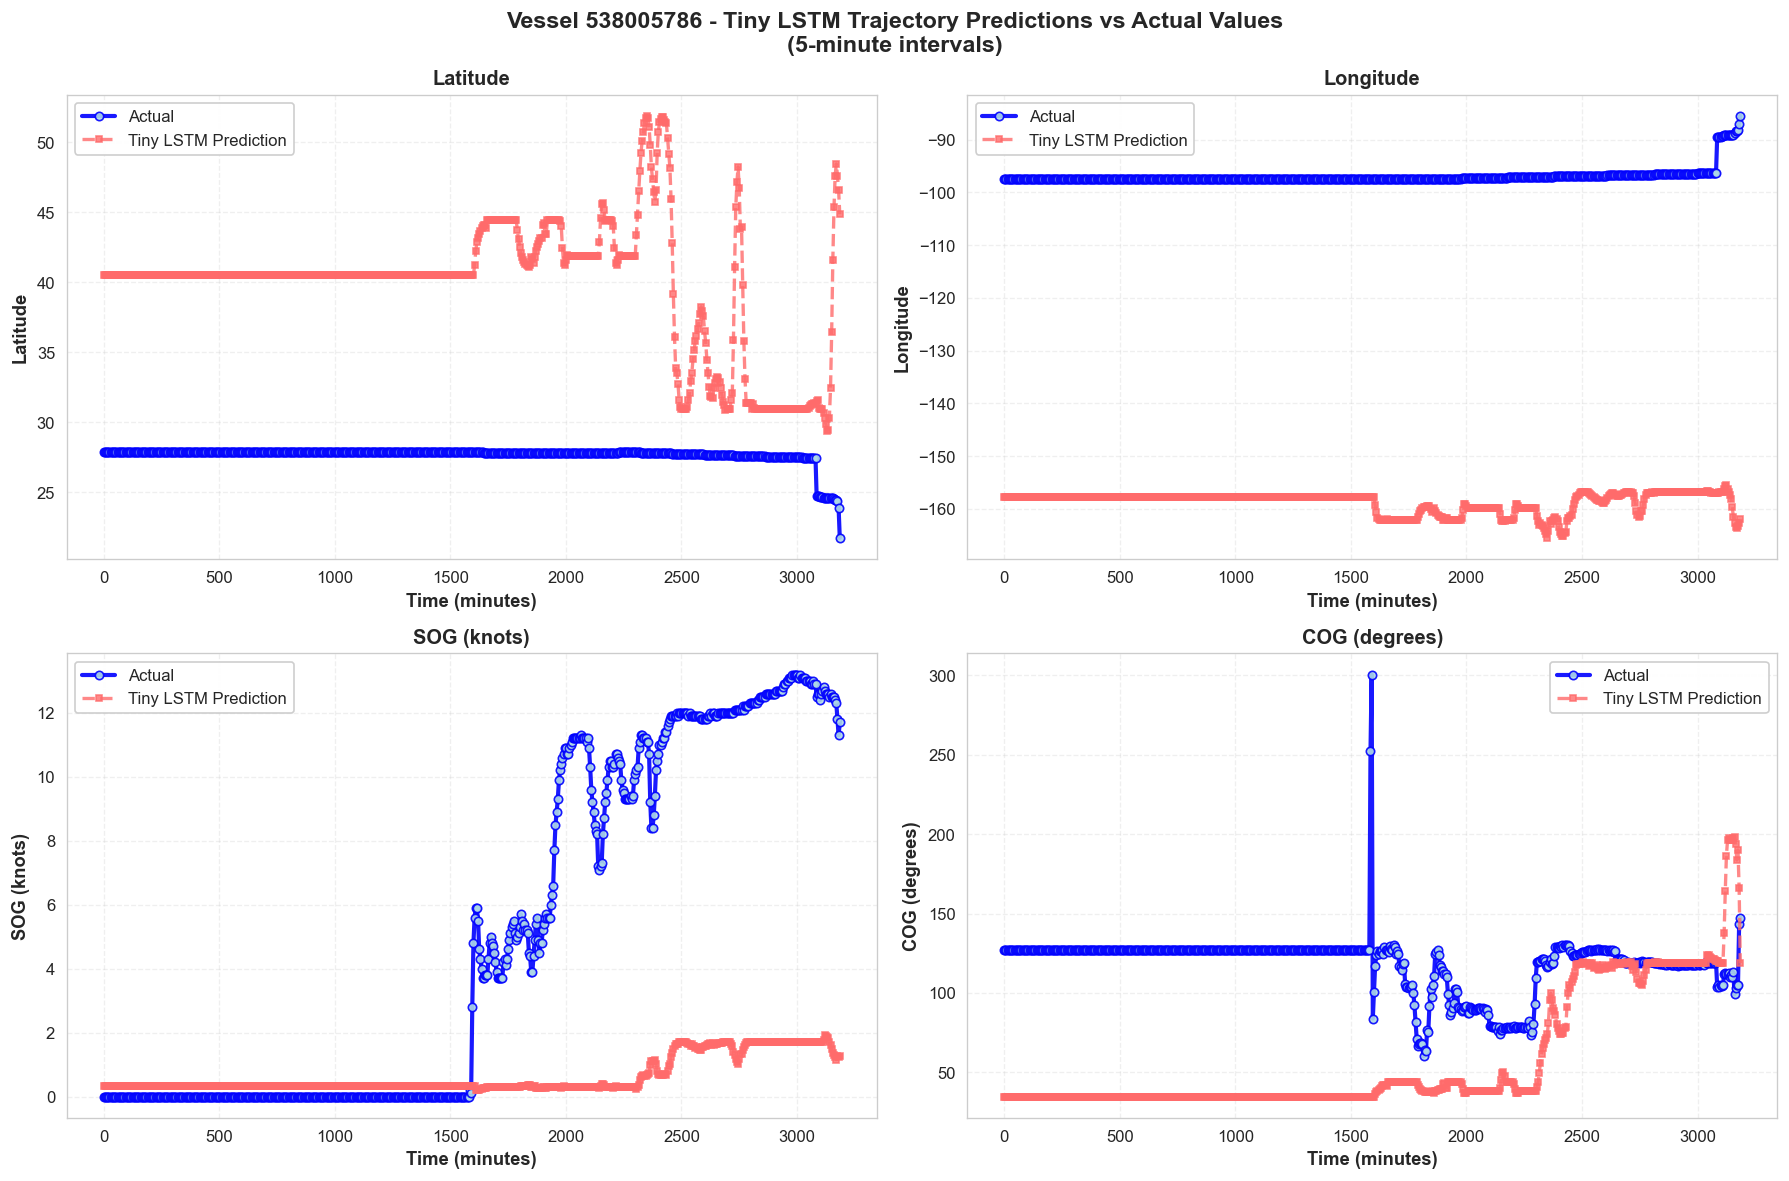 Vessel 538005786 - Tiny LSTM Trajectory Predictions vs Actual Values
(5-minute intervals)
Latitude
Actual
Tiny LSTM Prediction
50
45
40
35
30
25
Latitude
0 500 1000 1500 2000 2500 3000
Time (minutes)
Longitude
Actual
Tiny LSTM Prediction
−90
−100
−110
−120
−130
−140
−150
−160
Longitude
0 500 1000 1500 2000 2500 3000
Time (minutes)
SOG (knots)
Actual
Tiny LSTM Prediction
12
10
8
6
4
2
0
SOG (knots)
0 500 1000 1500 2000 2500 3000
Time (minutes)
COG (degrees)
Actual
Tiny LSTM Prediction
300
250
200
150
100
50
COG (degrees)
0 500 1000 1500 2000 2500 3000
Time (minutes)